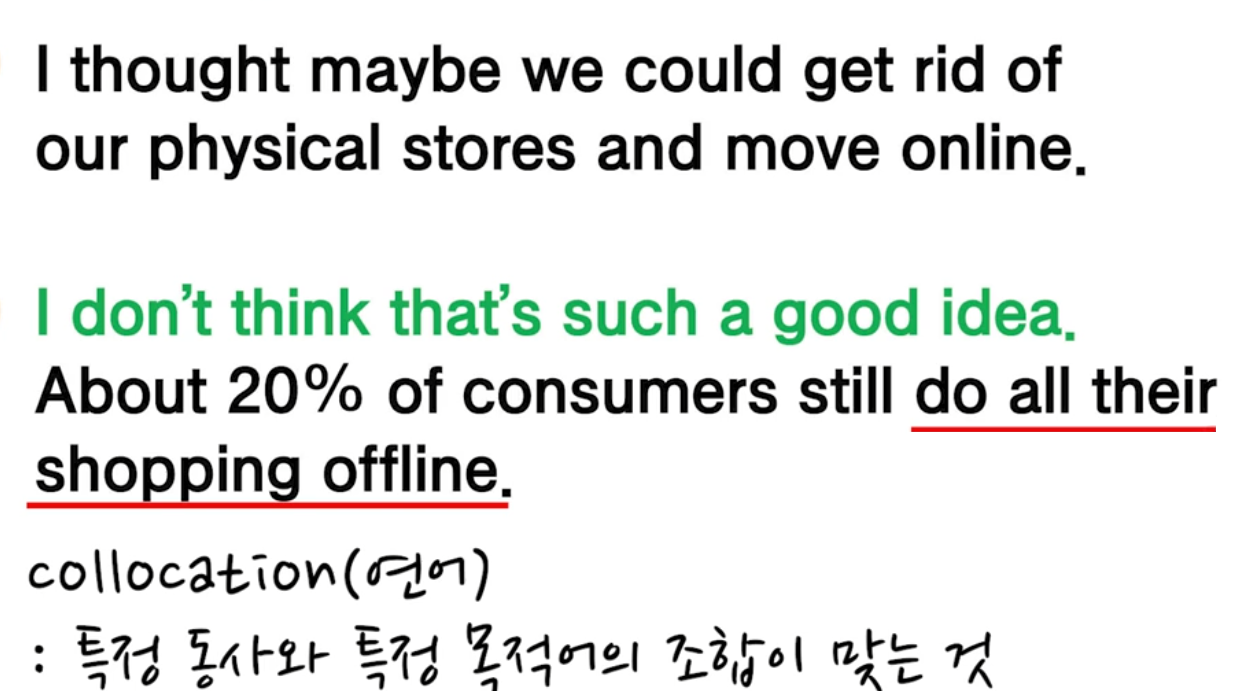 I thought maybe we could get rid of
our physical stores and move online.
I don't think that's such a good idea.
About 20% of consumers still do all their
shopping offline.
collocation(연어)
: 특정 동사와 특정 목적어의 조합이 맞는 것